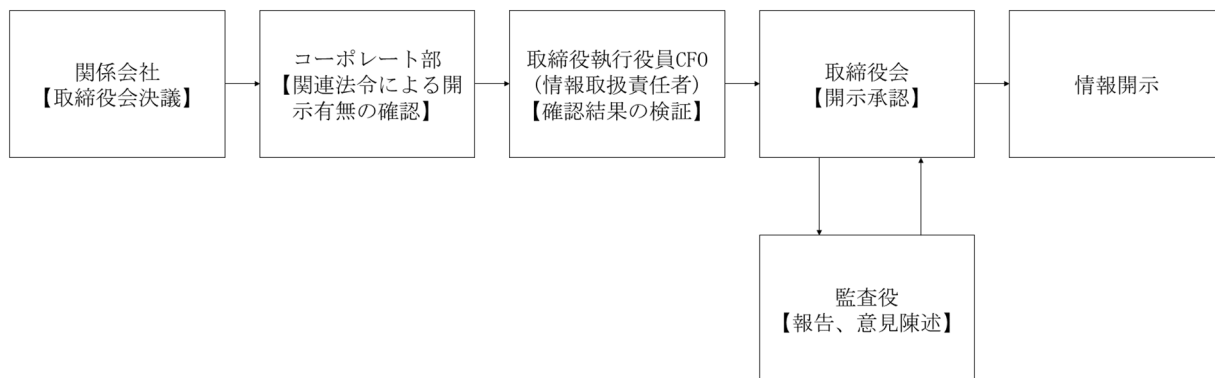 関係会社
【取締役会決議】
コーポレート部
【関連法令による開
示有無の確認】
取締役執行役員CFO
(情報取扱責任者)
【確認結果の検証】
取締役会
【開示承認】
情報開示
監査役
【報告、意見陳述】